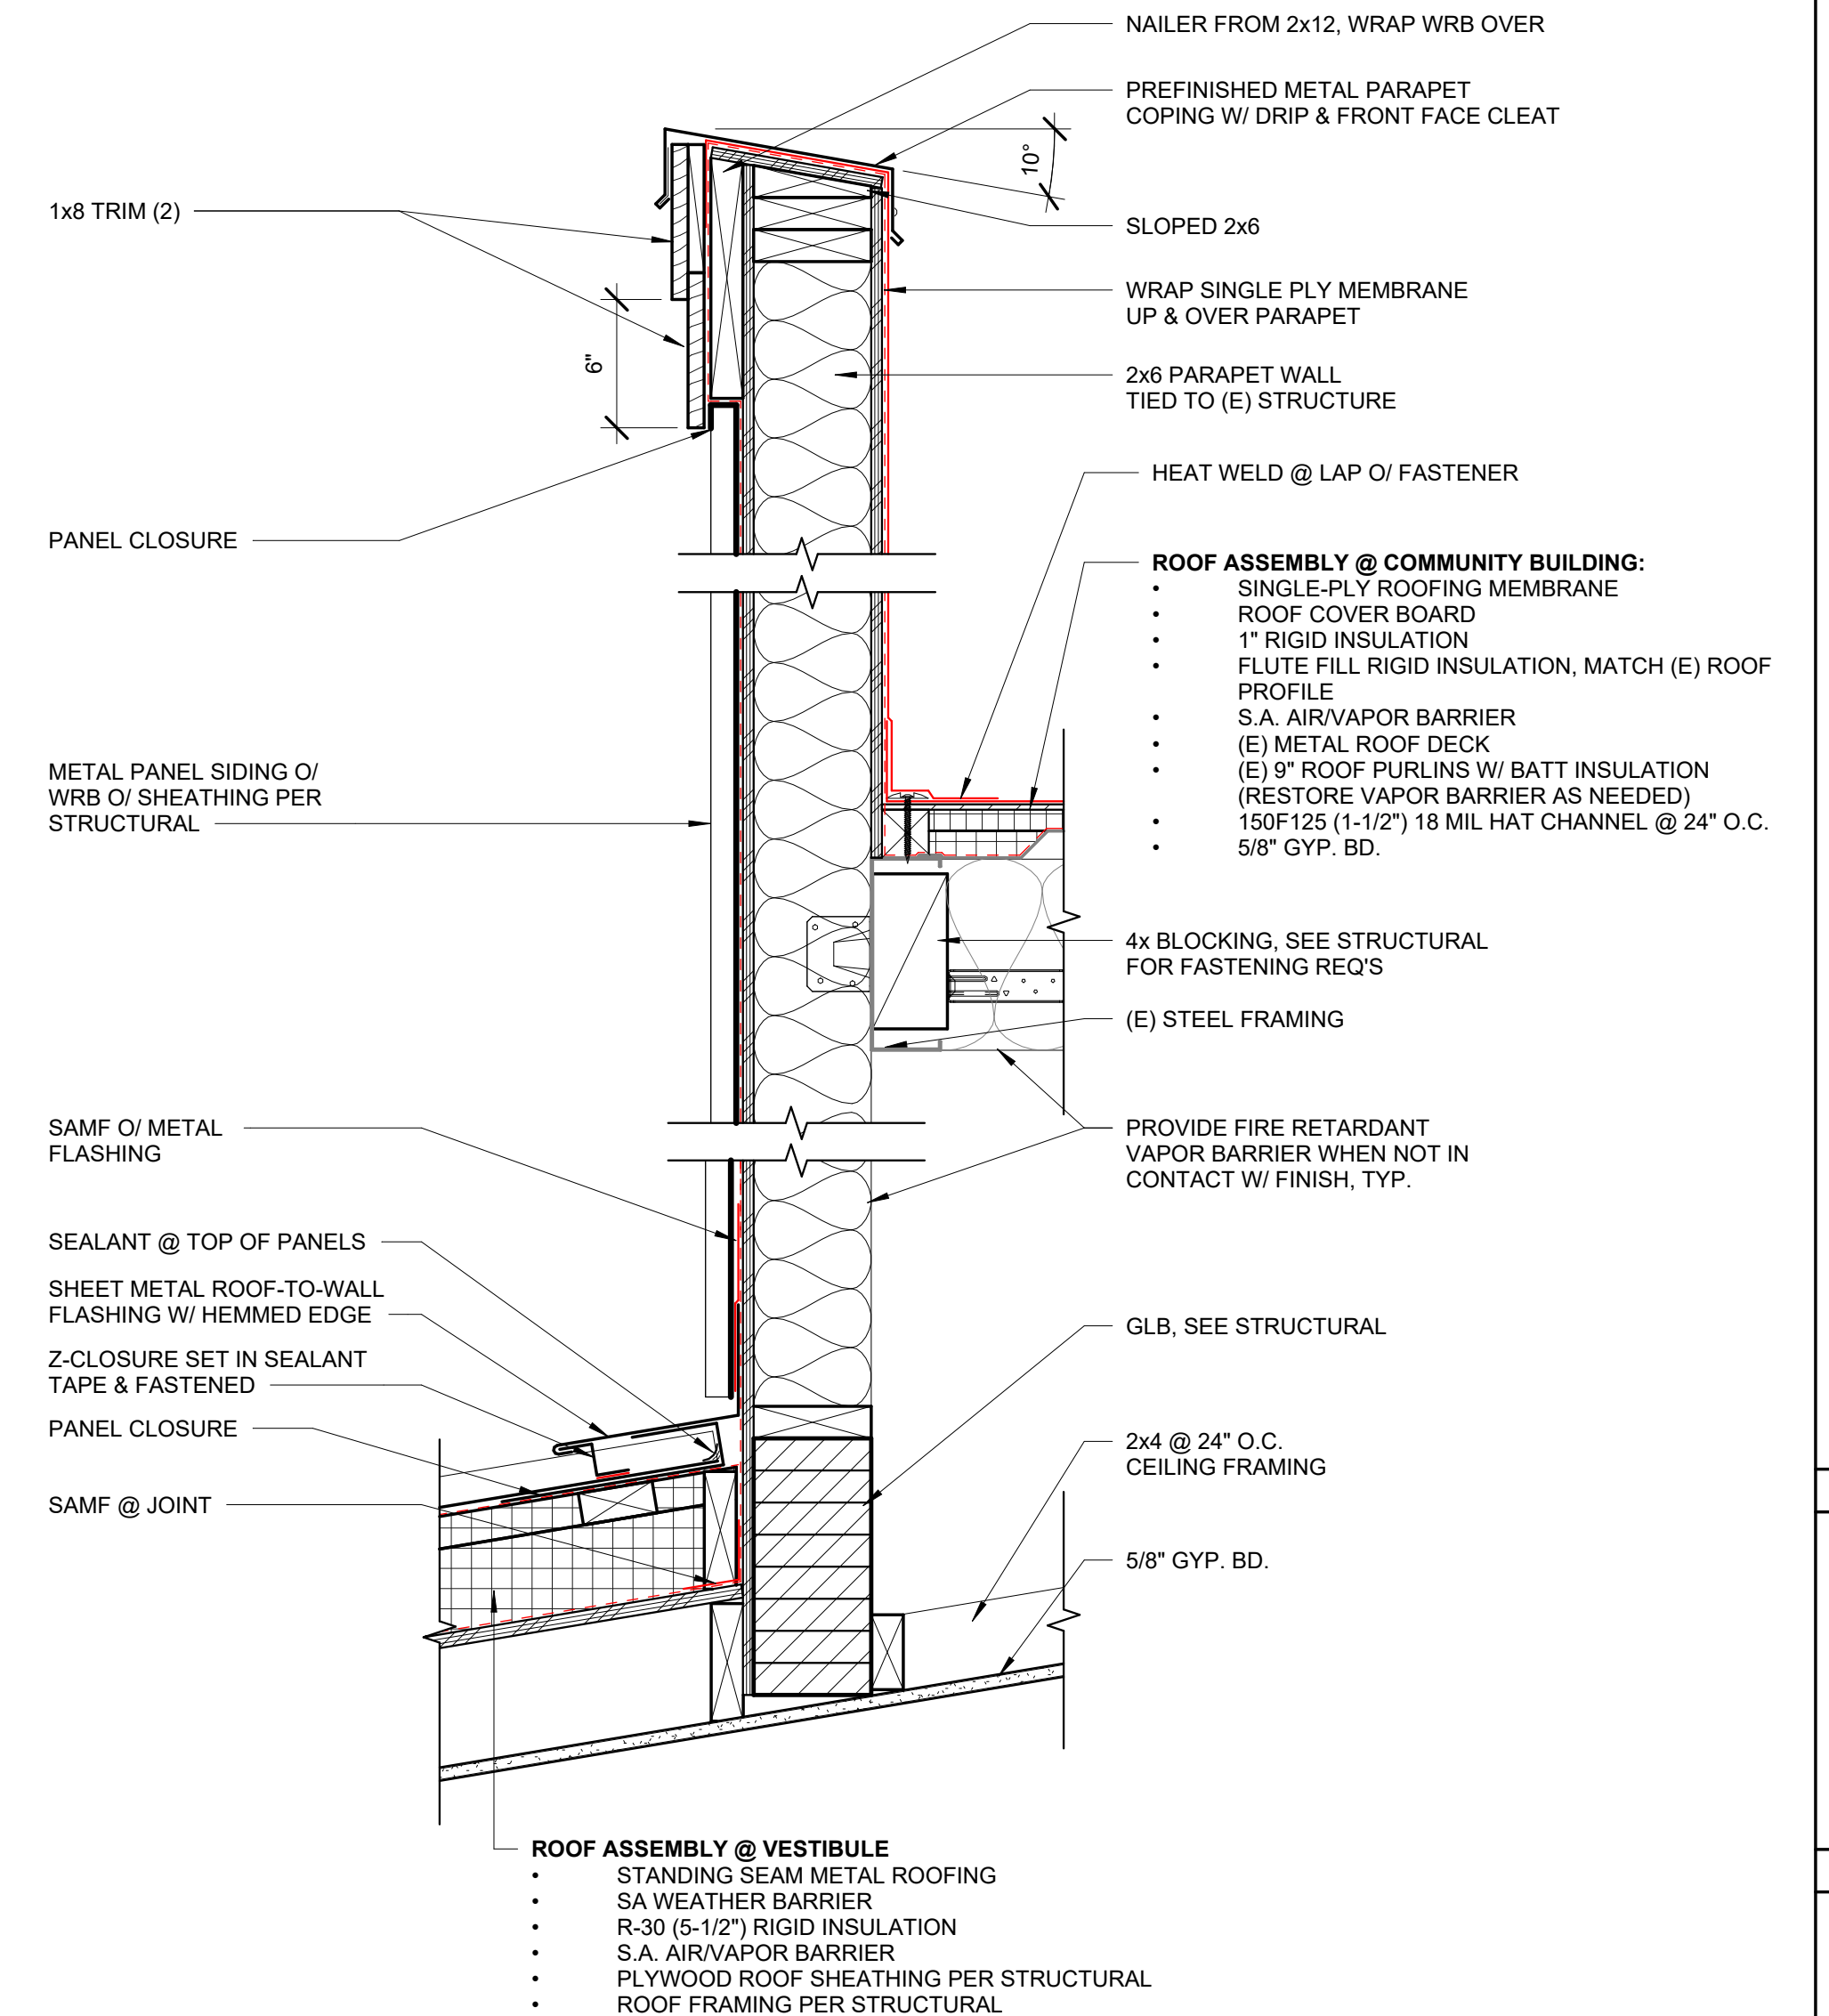 NAILER FROM 2x12, WRAP WRB OVER
PREFINISHED METAL PARAPET
COPING W/ DRIP & FRONT FACE CLEAT
10°
1x8 TRIM (2)
SLOPED 2x6
WRAP SINGLE PLY MEMBRANE
UP & OVER PARAPET
6"
2x6 PARAPET WALL
TIED TO (E) STRUCTURE
HEAT WELD @ LAP O/ FASTENER
PANEL CLOSURE
ROOF ASSEMBLY @ COMMUNITY BUILDING:
• SINGLE-PLY ROOFING MEMBRANE
• ROOF COVER BOARD
• 1" RIGID INSULATION
• FLUTE FILL RIGID INSULATION, MATCH (E) ROOF
PROFILE
• S.A. AIR/VAPOR BARRIER
• (E) METAL ROOF DECK
• (E) 9" ROOF PURLINS W/ BATT INSULATION
(RESTORE VAPOR BARRIER AS NEEDED)
• 150F125 (1-1/2") 18 MIL HAT CHANNEL @ 24" O.C.
• 5/8" GYP. BD.
METAL PANEL SIDING O/
WRB O/ SHEATHING PER
STRUCTURAL
4x BLOCKING, SEE STRUCTURAL
FOR FASTENING REQ'S
(E) STEEL FRAMING
SAMF O/ METAL
FLASHING
PROVIDE FIRE RETARDANT
VAPOR BARRIER WHEN NOT IN
CONTACT W/ FINISH, TYP.
SEALANT @ TOP OF PANELS
SHEET METAL ROOF-TO-WALL
FLASHING W/ HEMMED EDGE
GLB, SEE STRUCTURAL
Z-CLOSURE SET IN SEALANT
TAPE & FASTENED
PANEL CLOSURE
2x4 @ 24" O.C.
CEILING FRAMING
SAMF @ JOINT
5/8" GYP. BD.
ROOF ASSEMBLY @ VESTIBULE
• STANDING SEAM METAL ROOFING
• SA WEATHER BARRIER
• R-30 (5-1/2") RIGID INSULATION
• S.A. AIR/VAPOR BARRIER
• PLYWOOD ROOF SHEATHING PER STRUCTURAL
• ROOF FRAMING PER STRUCTURAL